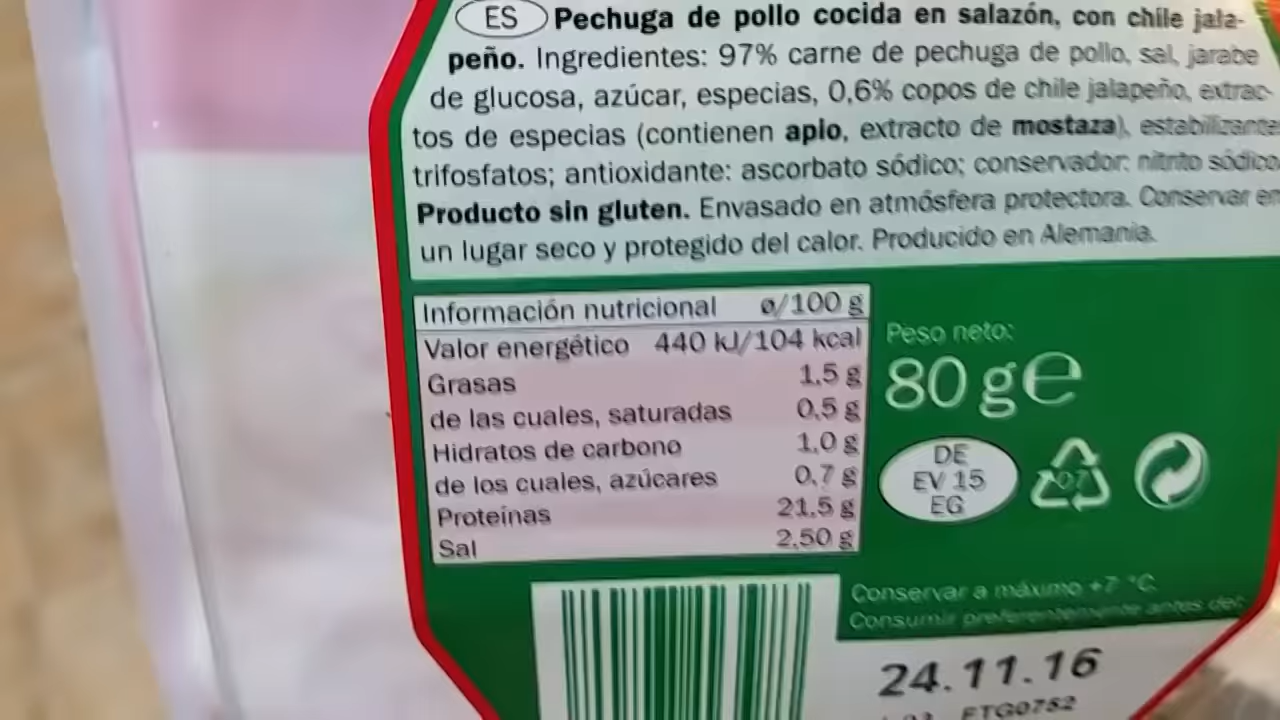 ES Pechuga de pollo cocida en salazón, con chile jala-
peño. Ingredientes: 97% carne de pechuga de pollo, sal, jarabe
de glucosa, azúcar, especias, 0,6% copos de chile jalapeño, extrac-
tos de especias (contienen apio, extracto de mostaza), estabilizante
trifosfatos; antioxidante: ascorbato sódico; conservador: nitrito sódico
Producto sin gluten. Envasado en atmósfera protectora. Conservar en
un lugar seco y protegido del calor. Producido en Alemania.
Información nutricional ø/100 g
Valor energético 440 kJ/104 kcal
Grasas 1,5 g
de las cuales, saturadas 0,5 g
Hidratos de carbono 1,0 g
de los cuales, azúcares 0,7 g
Proteínas 21,5 g
Sal 2,50 g
Peso neto:
80 g e
DE
EV 15
EG
07
Conservar a máximo +7 °C.
Consumir preferentemente antes del:
24.11.16
FTG0752